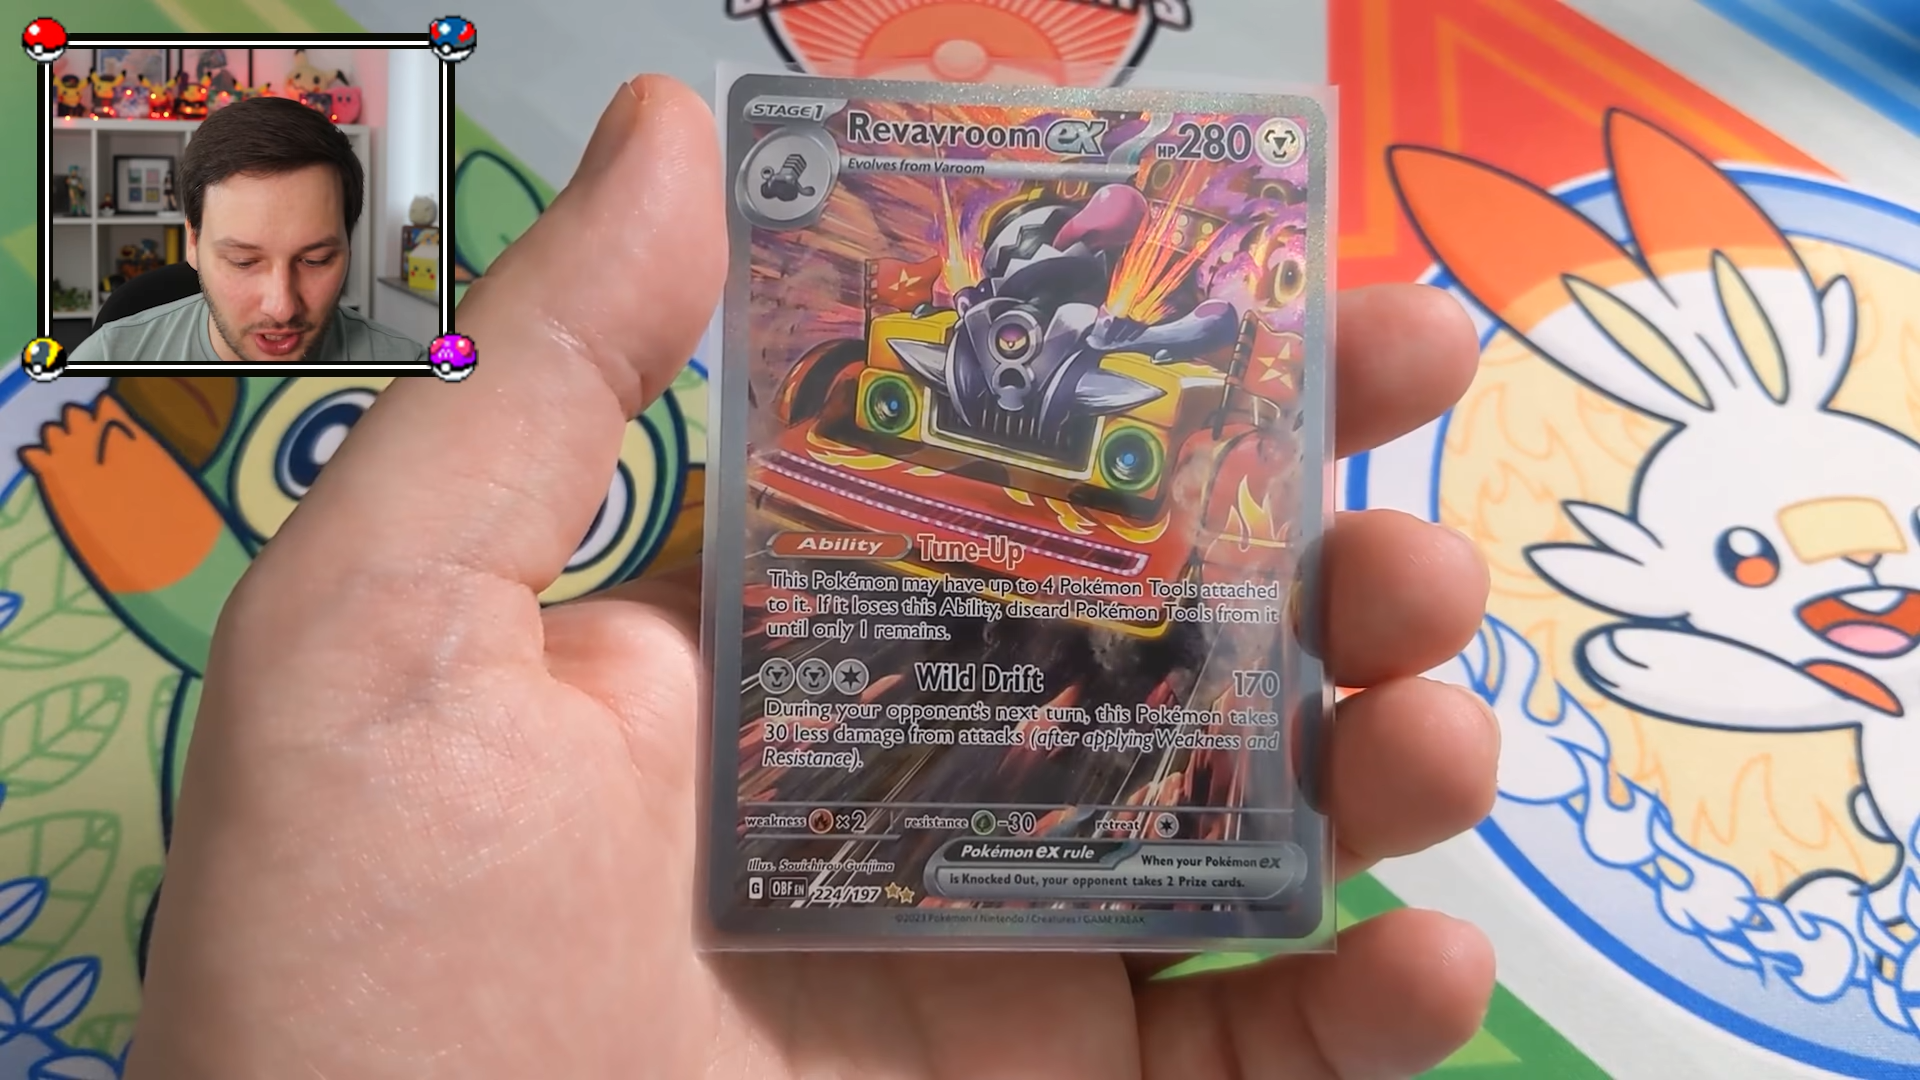 STAGE1
Revavroom ex
HP 280
Evolves from Varoom
Ability Tune-Up
This Pokémon may have up to 4 Pokémon Tools attached
to it. If it loses this Ability, discard Pokémon Tools from it
until only 1 remains.
Wild Drift 170
During your opponent's next turn, this Pokémon takes
30 less damage from attacks (after applying Weakness and
Resistance).
weakness ×2 resistance -30 retreat
Illus. Souichirou Gunjima
Pokémon ex rule
When your Pokémon ex
is Knocked Out, your opponent takes 2 Prize cards.
G OBF EN 224/197
©2023 Pokémon / Nintendo / Creatures / GAME FREAK